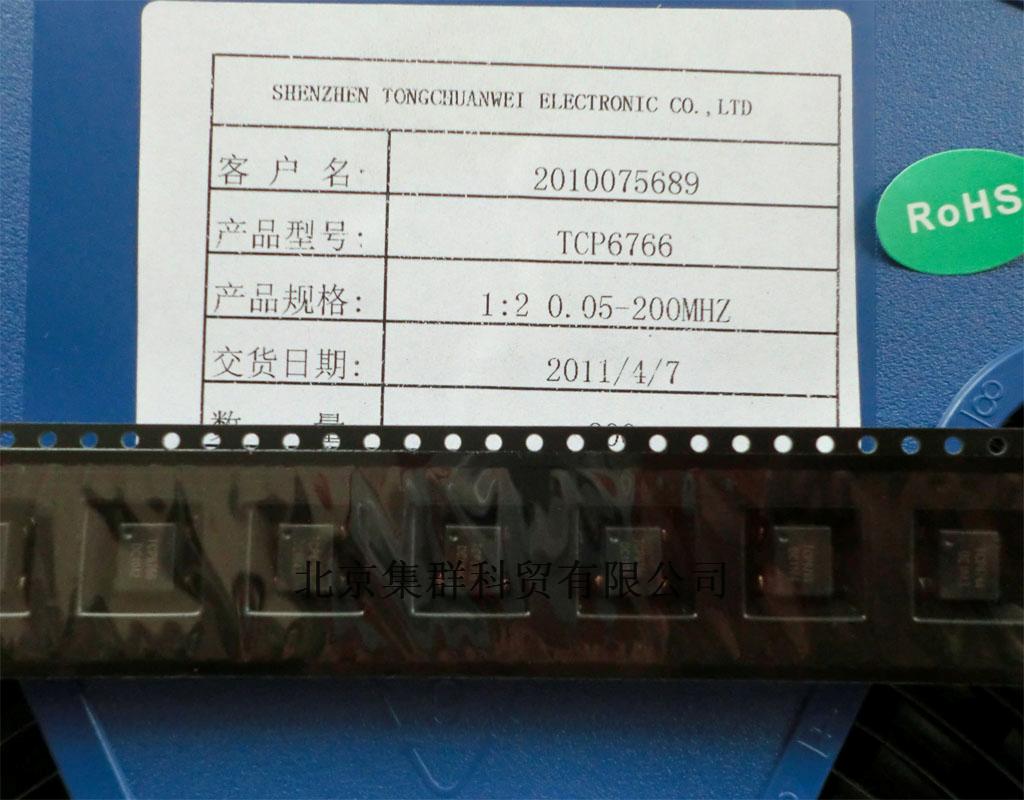 SHENZHEN TONGCHUANWEI ELECTRONIC CO.,LTD
客 户 名: 2010075689
产品型号: TCP6766
产品规格: 1:2 0.05-200MHZ
交货日期: 2011/4/7
数 量
RoHS
北京集群科贸有限公司